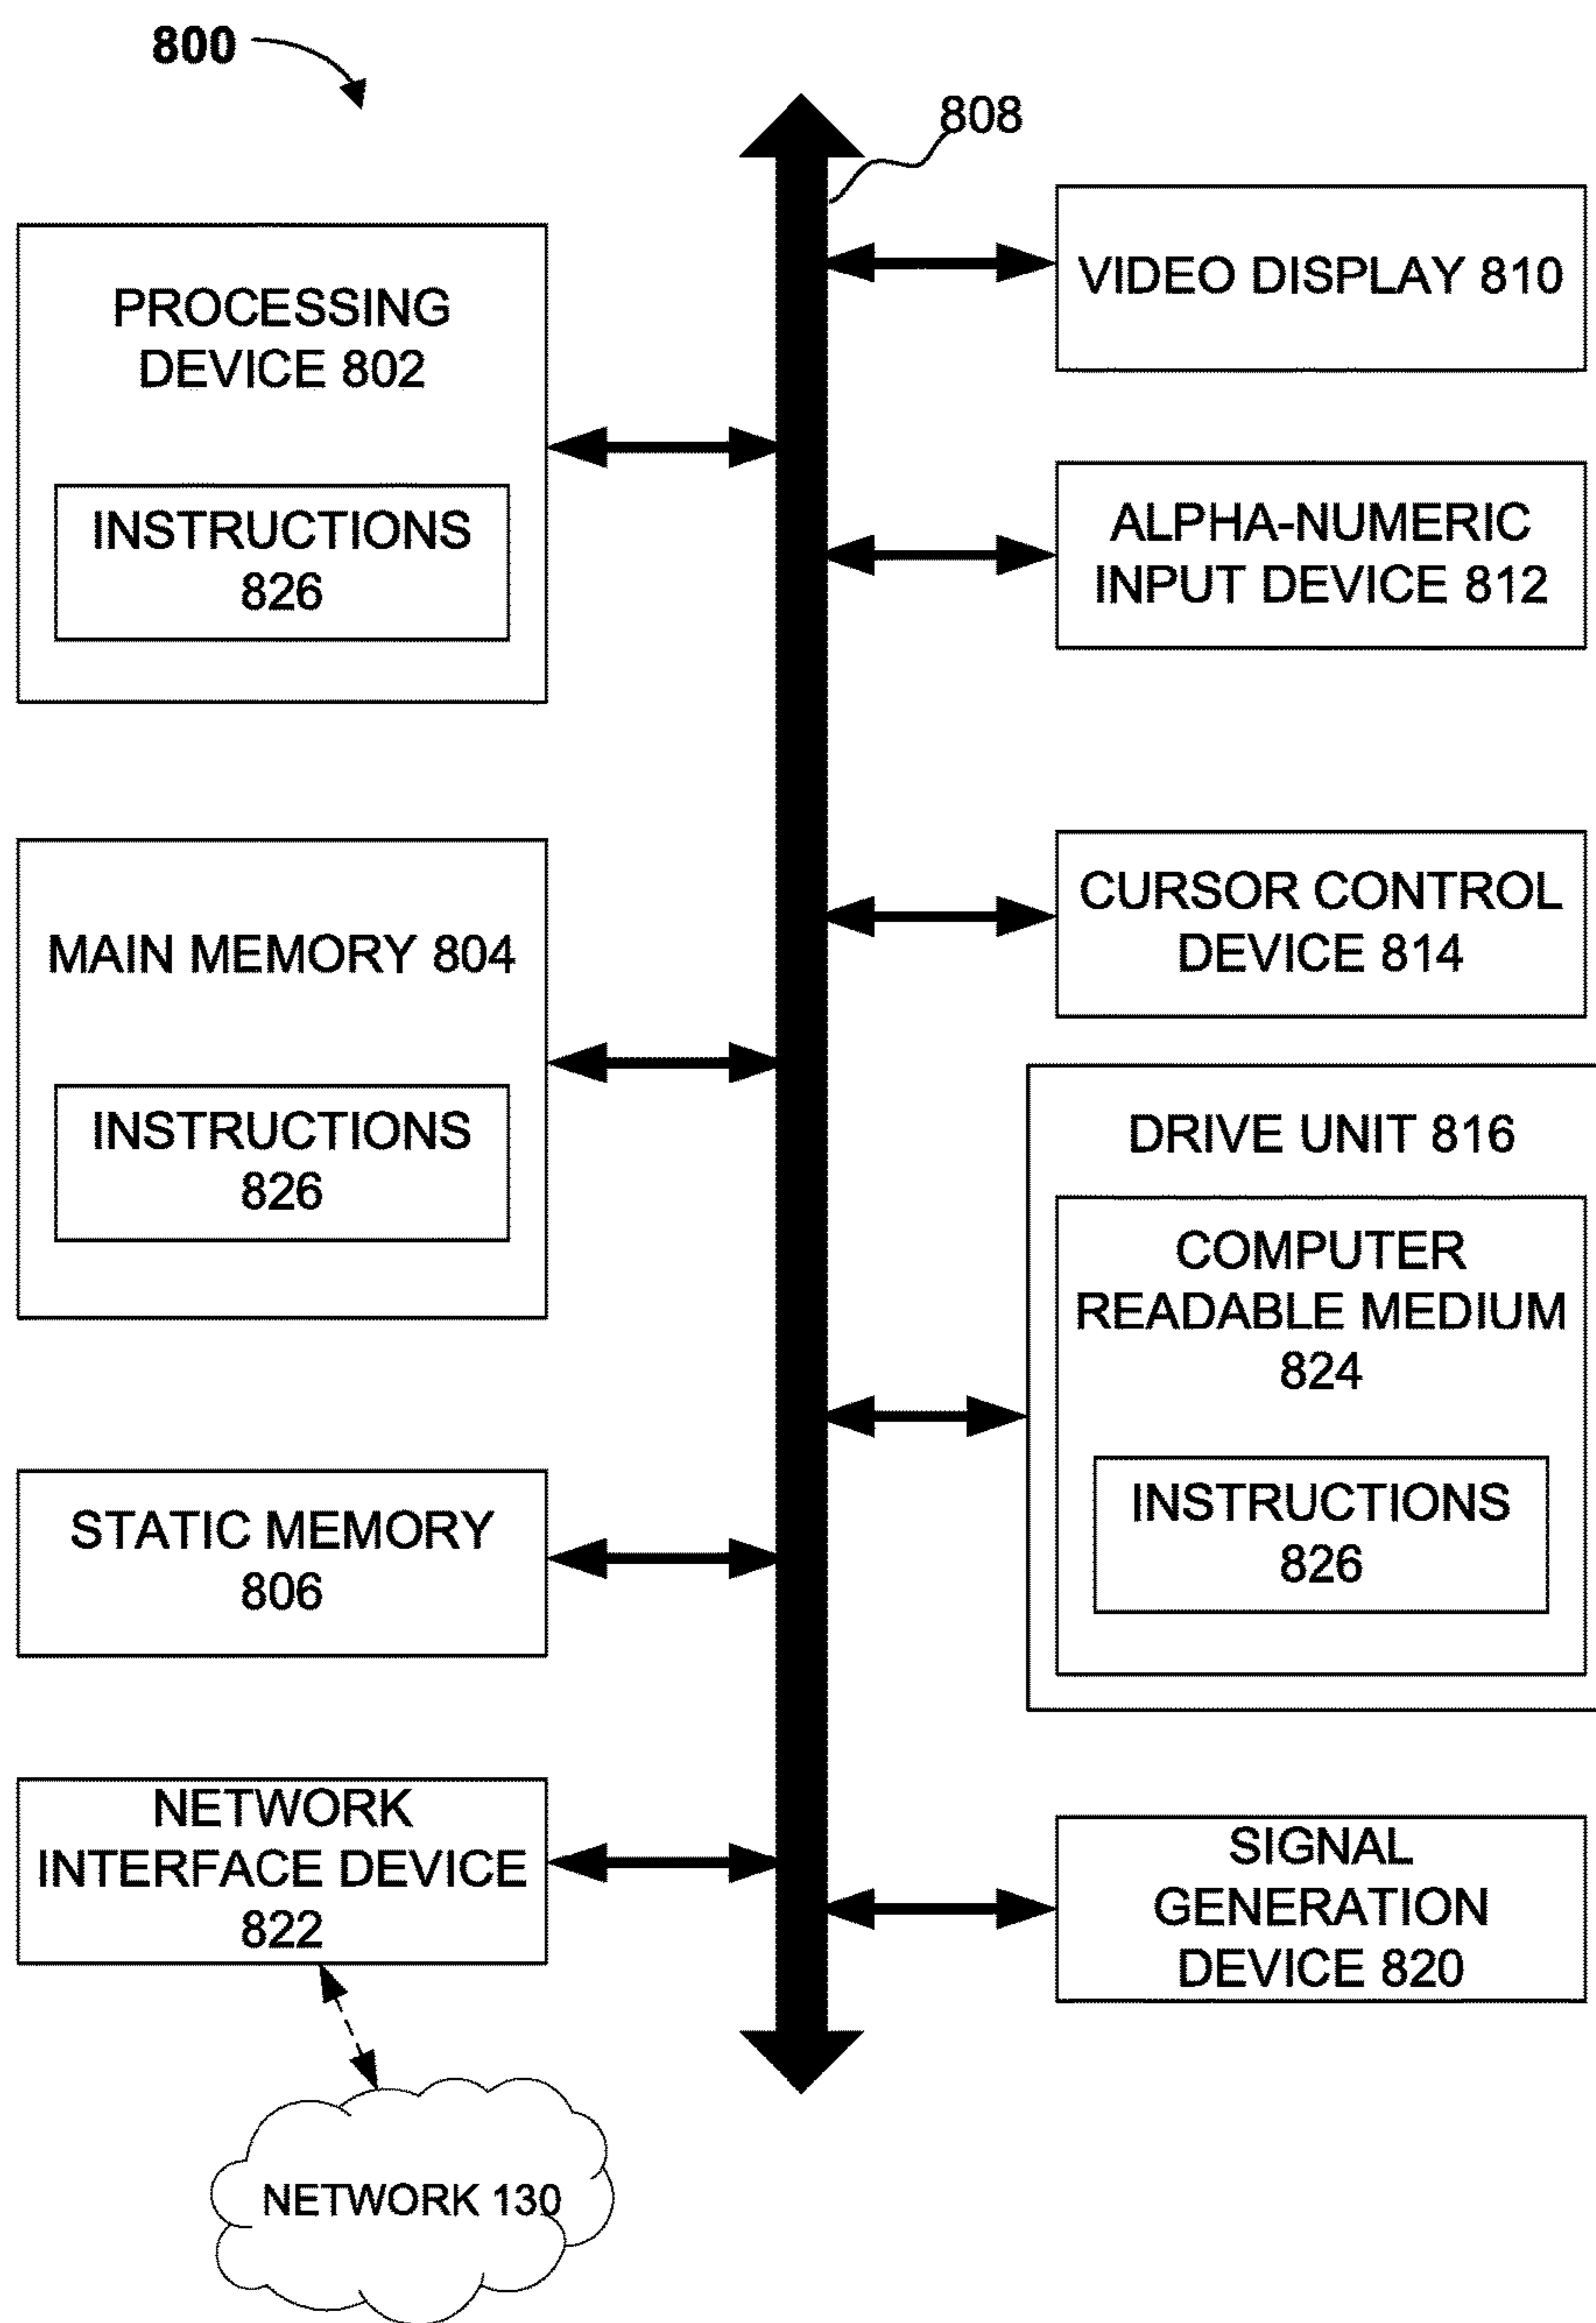 800
808
PROCESSING
DEVICE 802
INSTRUCTIONS
826
MAIN MEMORY 804
INSTRUCTIONS
826
STATIC MEMORY
806
NETWORK
INTERFACE DEVICE
822
NETWORK 130
VIDEO DISPLAY 810
ALPHA-NUMERIC
INPUT DEVICE 812
CURSOR CONTROL
DEVICE 814
DRIVE UNIT 816
COMPUTER
READABLE MEDIUM
824
INSTRUCTIONS
826
SIGNAL
GENERATION
DEVICE 820